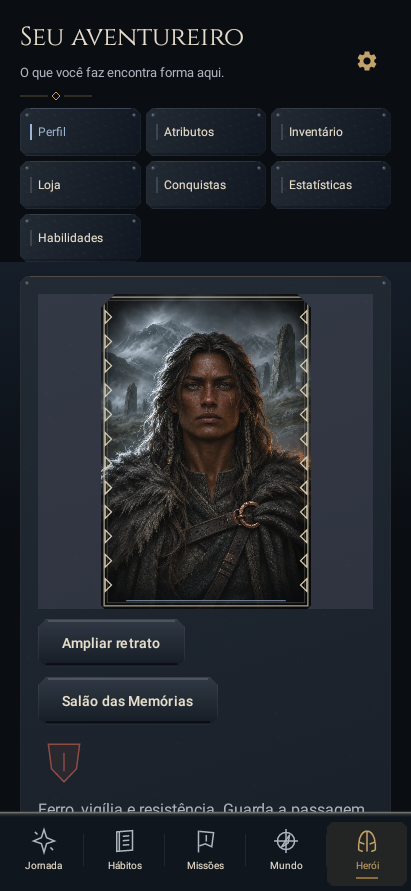 Seu aventureiro
O que você faz encontra forma aqui.
Perfil
Atributos
Inventário
Loja
Conquistas
Estatísticas
Habilidades
Ampliar retrato
Salão das Memórias
Ferro, vigília e resistência. Guarda a passagem
Jornada
Hábitos
Missões
Mundo
Herói